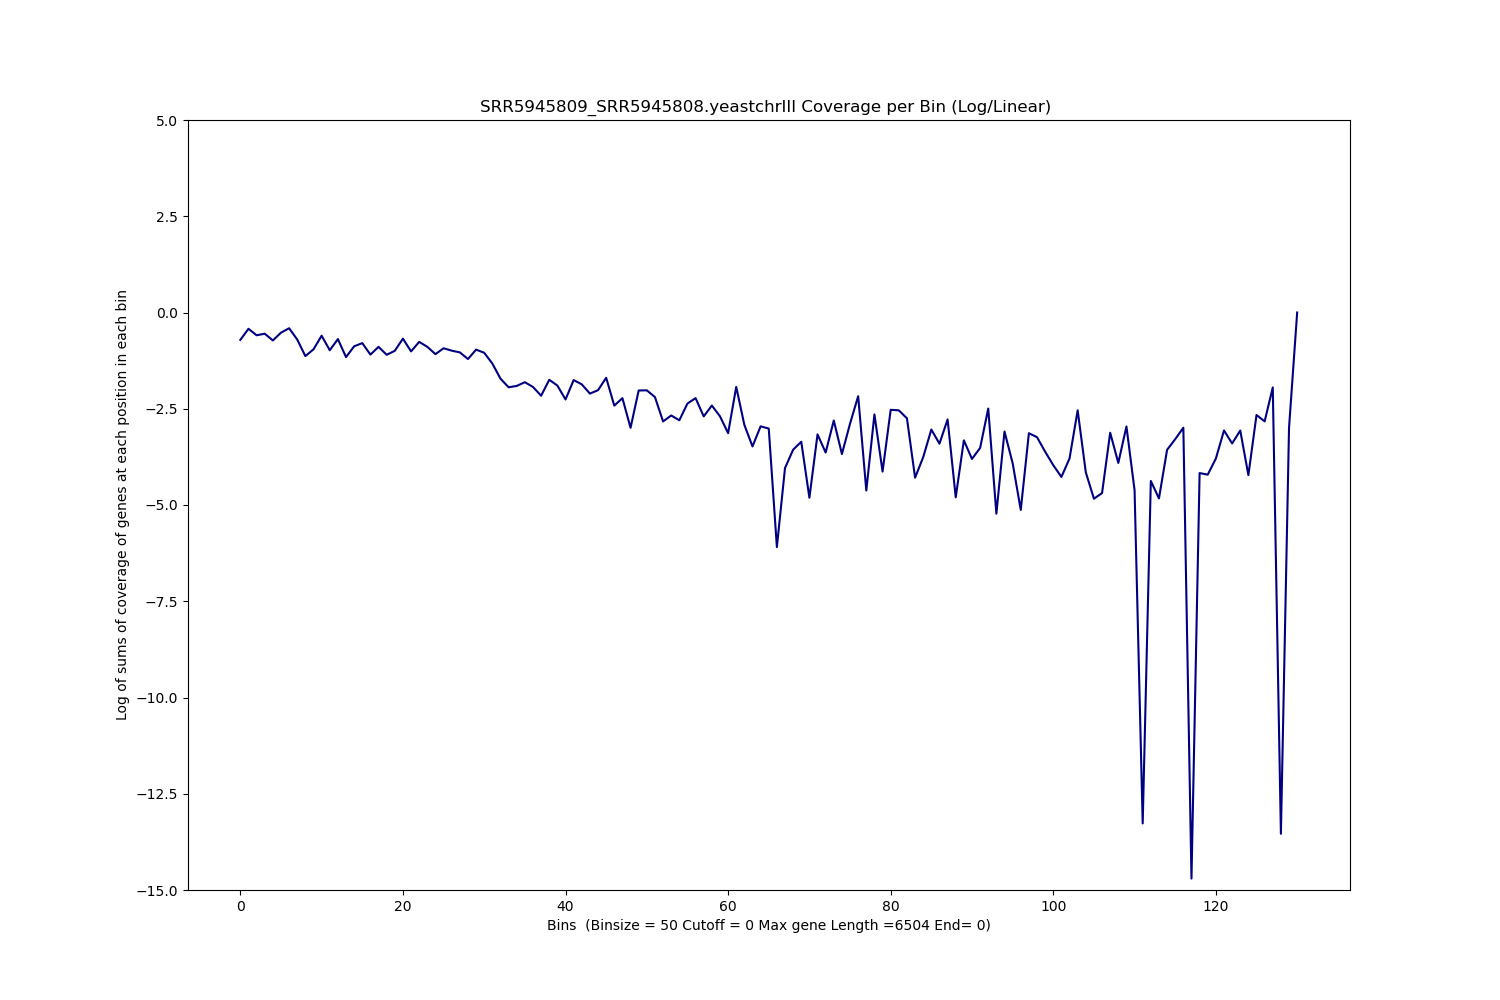 SRR5945809_SRR5945808.yeastchrIII Coverage per Bin (Log/Linear)
5.0
2.5
0.0
−2.5
−5.0
−7.5
−10.0
−12.5
−15.0
Log of sums of coverage of genes at each position in each bin
0 20 40 60 80 100 120
Bins  (Binsize = 50 Cutoff = 0 Max gene Length =6504 End= 0)